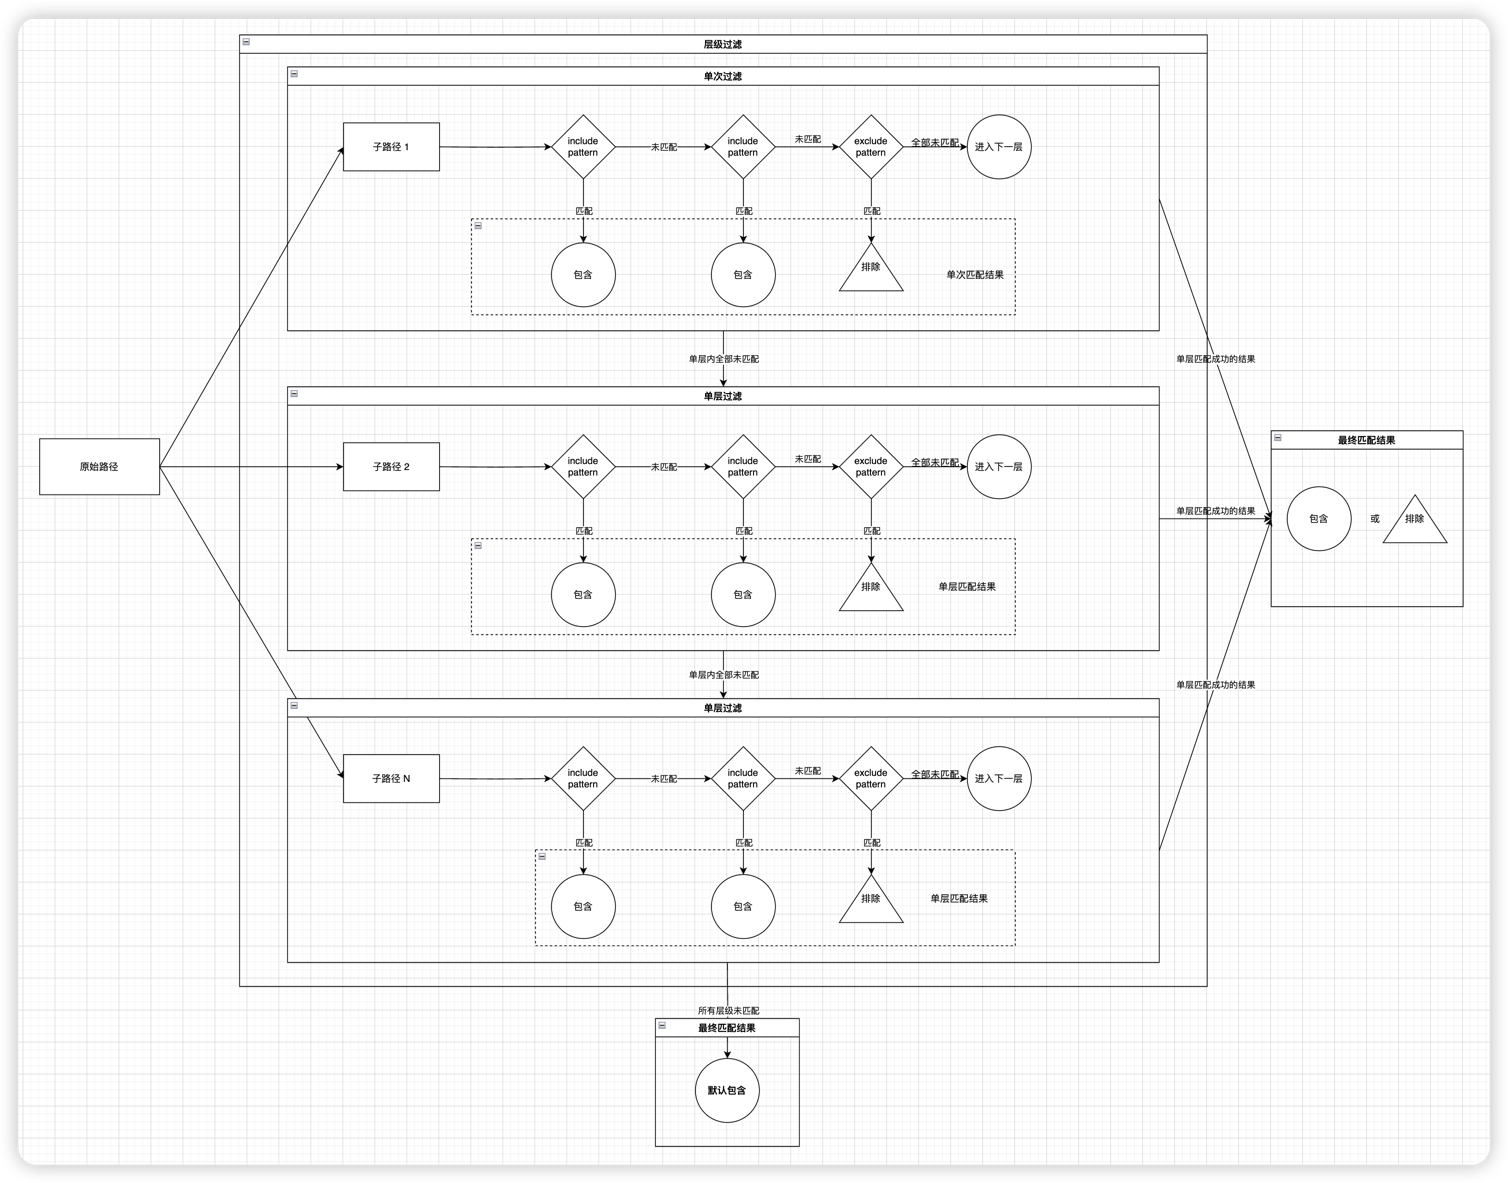 层级过滤
单次过滤
子路径 1
include
pattern
未匹配
include
pattern
未匹配
exclude
pattern
全部未匹配
进入下一层
匹配
匹配
匹配
包含
包含
排除
单次匹配结果
单层内全部未匹配
单层匹配成功的结果
单层过滤
原始路径
子路径 2
include
pattern
未匹配
include
pattern
未匹配
exclude
pattern
全部未匹配
进入下一层
匹配
匹配
匹配
包含
包含
排除
单层匹配结果
单层匹配成功的结果
最终匹配结果
包含
或
排除
单层内全部未匹配
单层匹配成功的结果
单层过滤
子路径 N
include
pattern
未匹配
include
pattern
未匹配
exclude
pattern
全部未匹配
进入下一层
匹配
匹配
匹配
包含
包含
排除
单层匹配结果
所有层级未匹配
最终匹配结果
默认包含